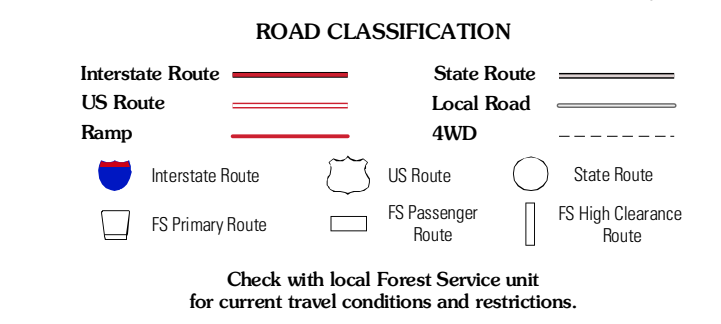 ROAD CLASSIFICATION
Interstate Route
State Route
US Route
Local Road
Ramp
4WD
Interstate Route
US Route
State Route
FS Primary Route
FS Passenger
Route
FS High Clearance
Route
Check with local Forest Service unit
for current travel conditions and restrictions.